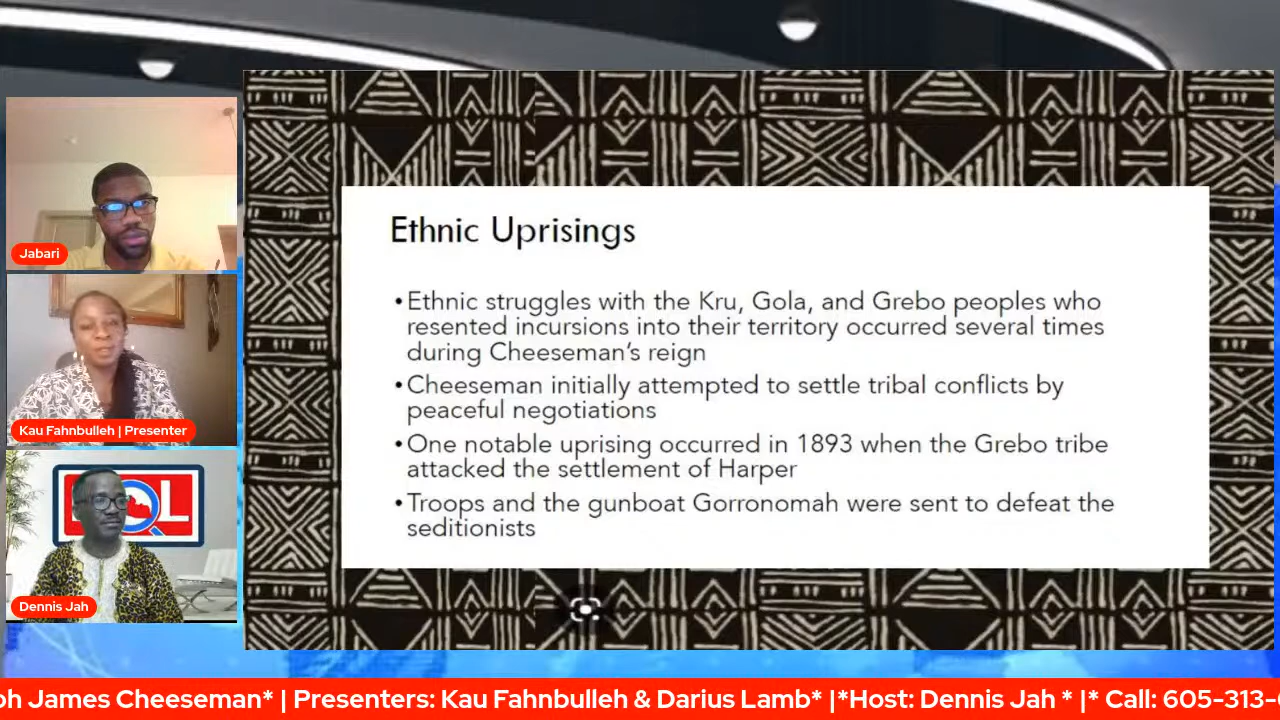 Jabari
Kau Fahnbulleh | Presenter
Dennis Jah
Ethnic Uprisings
•Ethnic struggles with the Kru, Gola, and Grebo peoples who
resented incursions into their territory occurred several times
during Cheeseman's reign
•Cheeseman initially attempted to settle tribal conflicts by
peaceful negotiations
•One notable uprising occurred in 1893 when the Grebo tribe
attacked the settlement of Harper
•Troops and the gunboat Gorronomah were sent to defeat the
seditionists
James Cheeseman* | Presenters: Kau Fahnbulleh & Darius Lamb* |*Host: Dennis Jah * |* Call: 605-313-